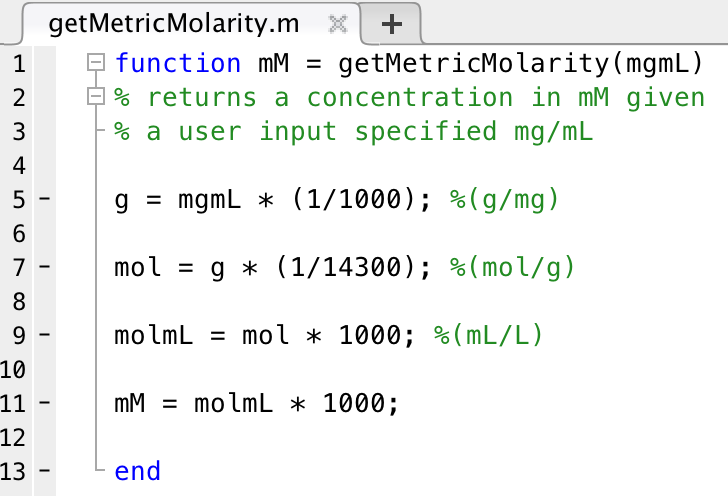 getMetricMolarity.m
1 function mM = getMetricMolarity(mgmL)
2 % returns a concentration in mM given
3 % a user input specified mg/mL
4
5 - g = mgmL * (1/1000); %(g/mg)
6
7 - mol = g * (1/14300); %(mol/g)
8
9 - molmL = mol * 1000; %(mL/L)
10
11 - mM = molmL * 1000;
12
13 - end